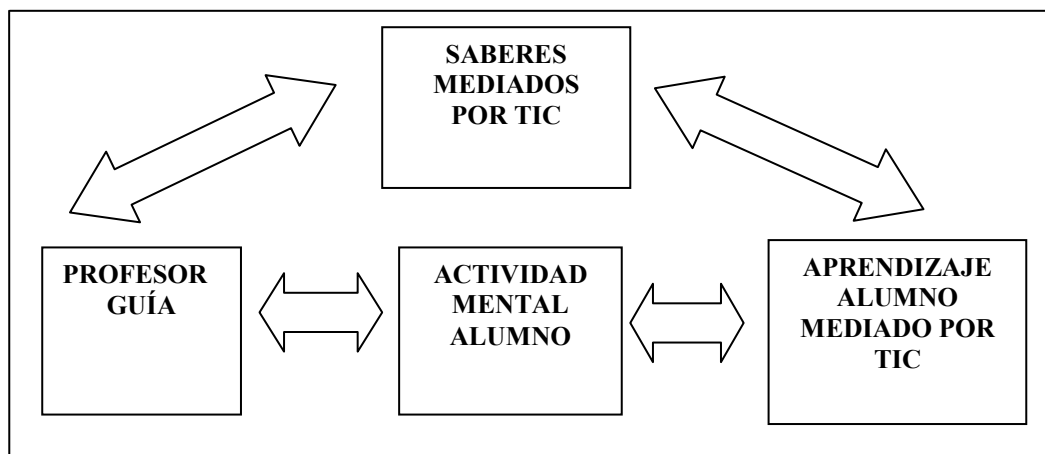 SABERES
MEDIADOS
POR TIC
PROFESOR
GUÍA
ACTIVIDAD
MENTAL
ALUMNO
APRENDIZAJE
ALUMNO
MEDIADO POR
TIC